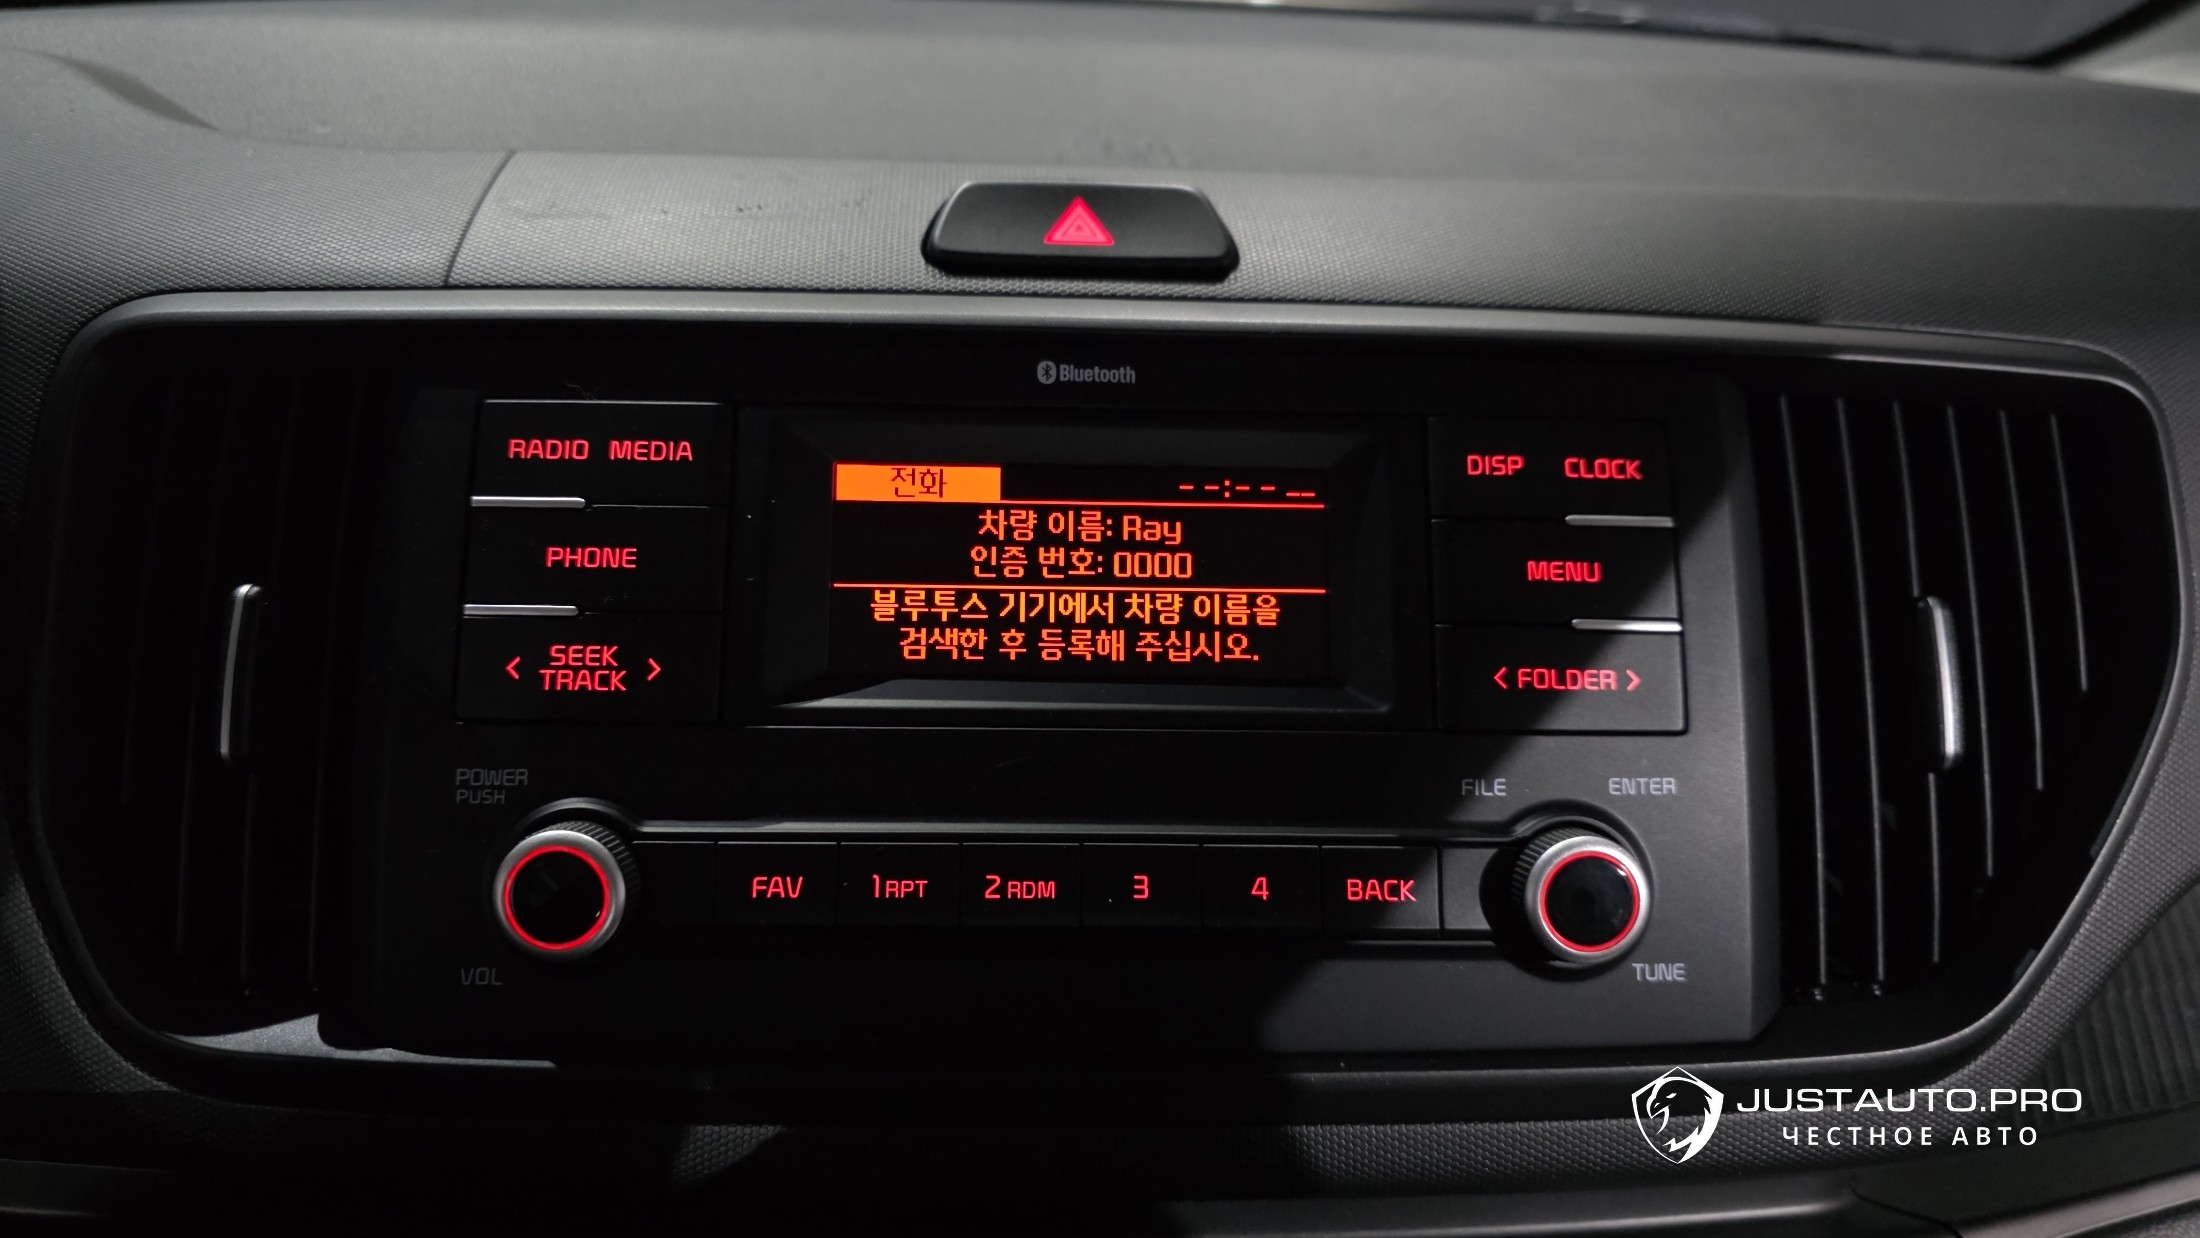 Bluetooth
RADIO MEDIA
전화 --:-- --
DISP CLOCK
차량 이름: Ray
인증 번호: 0000
PHONE
MENU
블루투스 기기에서 차량 이름을
검색한 후 등록해 주십시오.
< SEEK >
TRACK
< FOLDER >
POWER
PUSH
FILE ENTER
FAV 1 RPT 2 RDM 3 4 BACK
VOL
TUNE
JUSTAUTO.PRO
ЧЕСТНОЕ АВТО